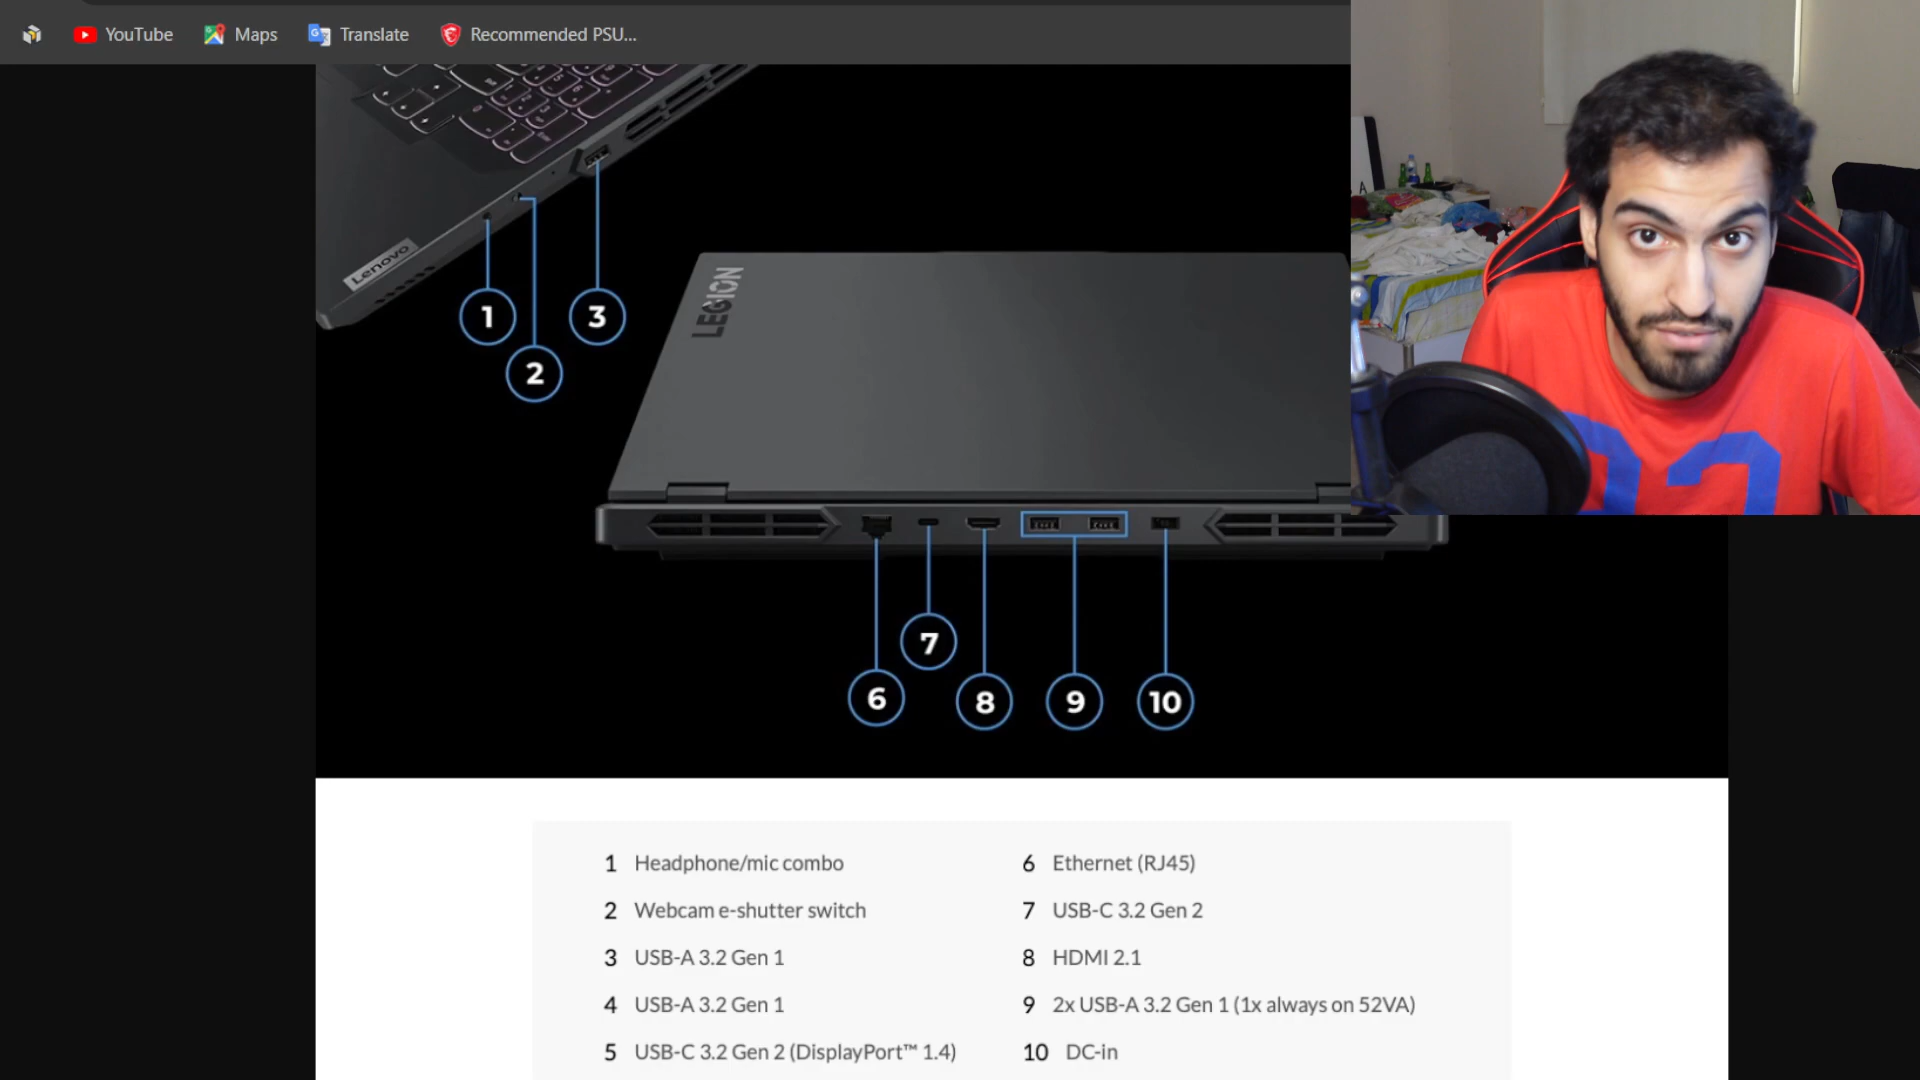 YouTube
Maps
Translate
Recommended PSU...
Lenovo
LEGION
1
2
3
6
7
8
9
10
1 Headphone/mic combo
2 Webcam e-shutter switch
3 USB-A 3.2 Gen 1
4 USB-A 3.2 Gen 1
5 USB-C 3.2 Gen 2 (DisplayPort™ 1.4)
6 Ethernet (RJ45)
7 USB-C 3.2 Gen 2
8 HDMI 2.1
9 2x USB-A 3.2 Gen 1 (1x always on 52VA)
10 DC-in